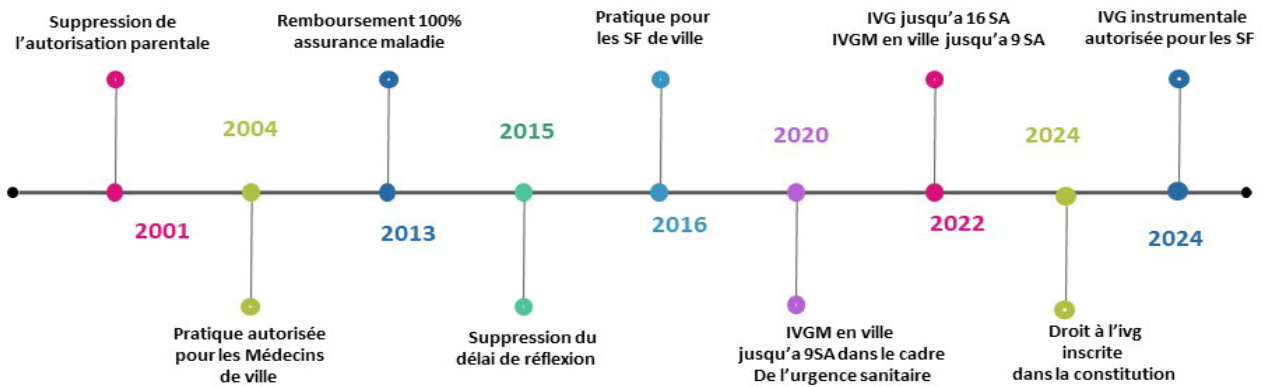 Suppression de
l'autorisation parentale
2001
2004
Pratique autorisée
pour les Médecins
de ville
Remboursement 100%
assurance maladie
2013
2015
Suppression du
délai de réflexion
Pratique pour
les SF de ville
2016
2020
IVGM en ville
jusqu'a 9SA dans le cadre
De l'urgence sanitaire
IVG jusqu'a 16 SA
IVGM en ville jusqu'a 9 SA
2022
2024
Droit à l'ivg
inscrite
dans la constitution
IVG instrumentale
autorisée pour les SF
2024